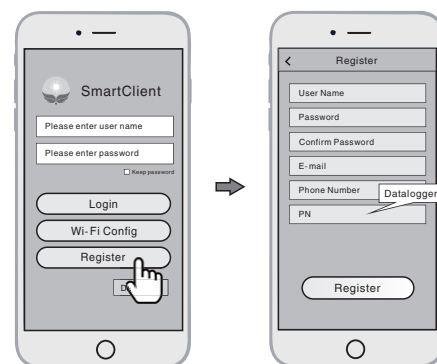 SmartClient
Please enter user name
Please enter password
Keep password
Login
Wi-Fi Config
Register
Register
User Name
Password
Confirm Password
E-mail
Phone Number
Datalogger
PN
Register